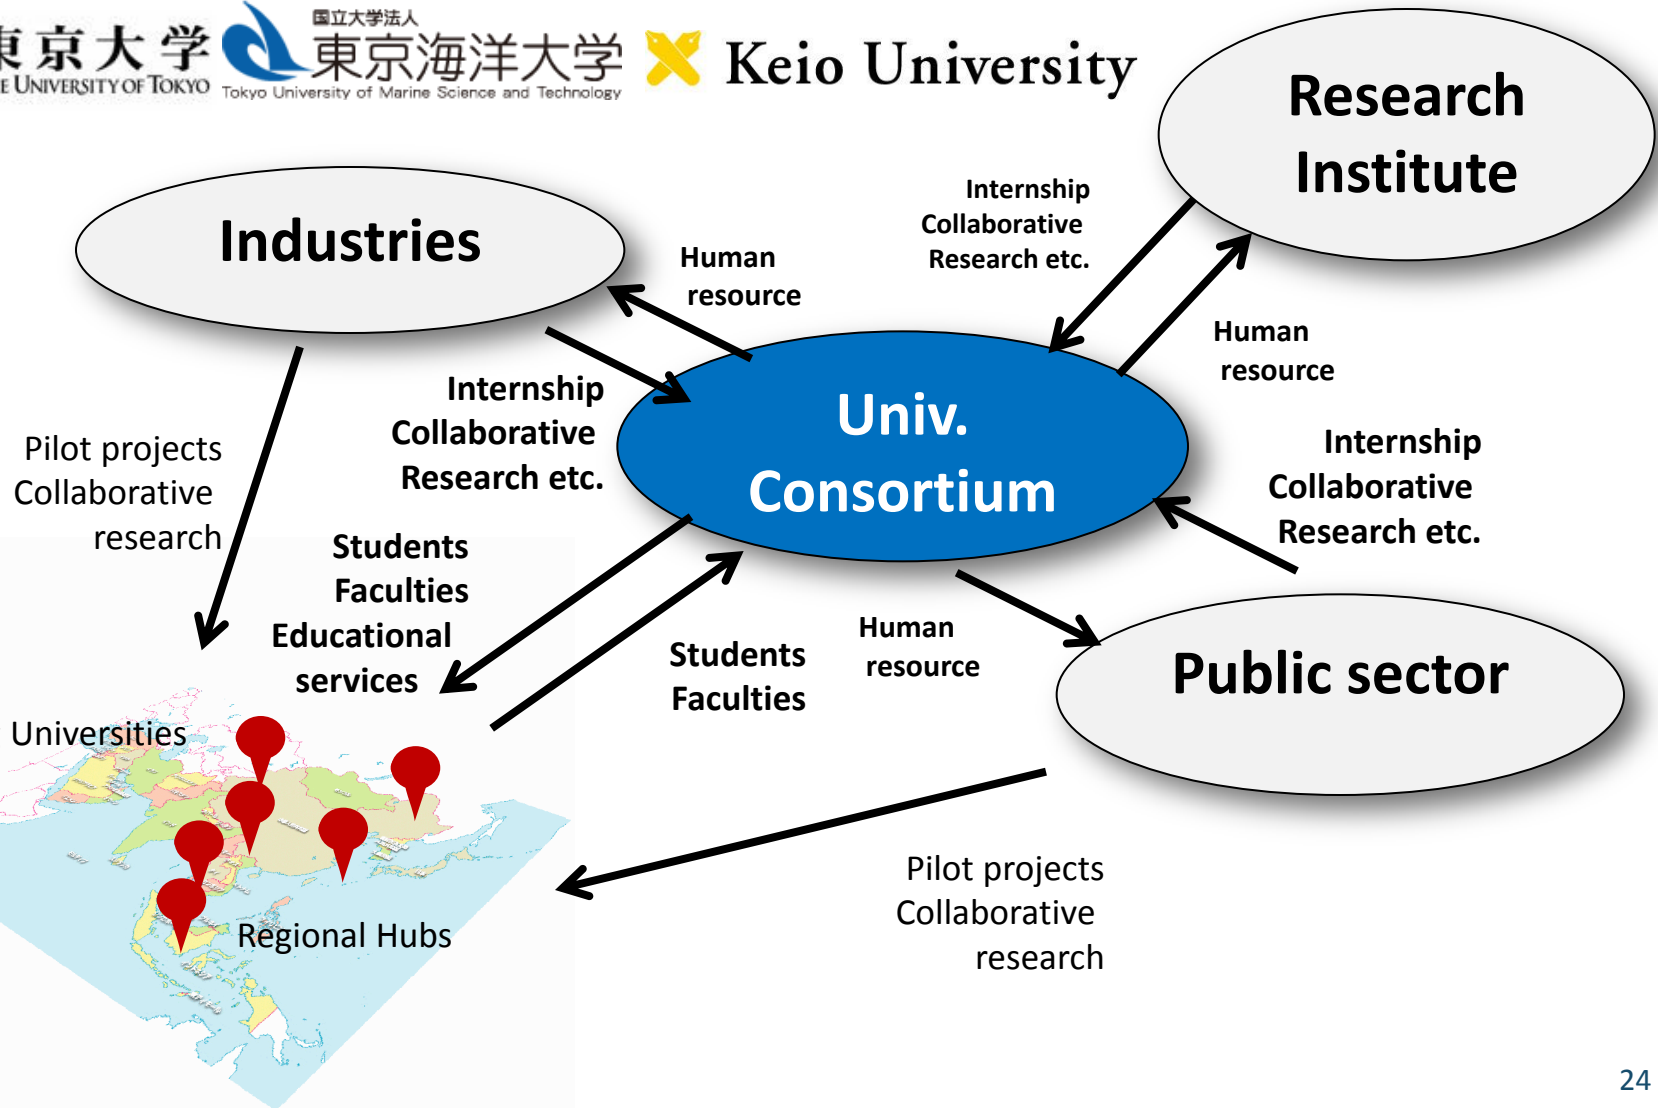 東京大学
THE UNIVERSITY OF TOKYO
国立大学法人
東京海洋大学
Tokyo University of Marine Science and Technology
Keio University
Research
Institute
Industries
Internship
Collaborative
Research etc.
Human
resource
Human
resource
Internship
Collaborative
Research etc.
Univ.
Consortium
Pilot projects
Collaborative
research
Internship
Collaborative
Research etc.
Students
Faculties
Educational
services
Students
Faculties
Human
resource
Public sector
Universities
Regional Hubs
Pilot projects
Collaborative
research
24